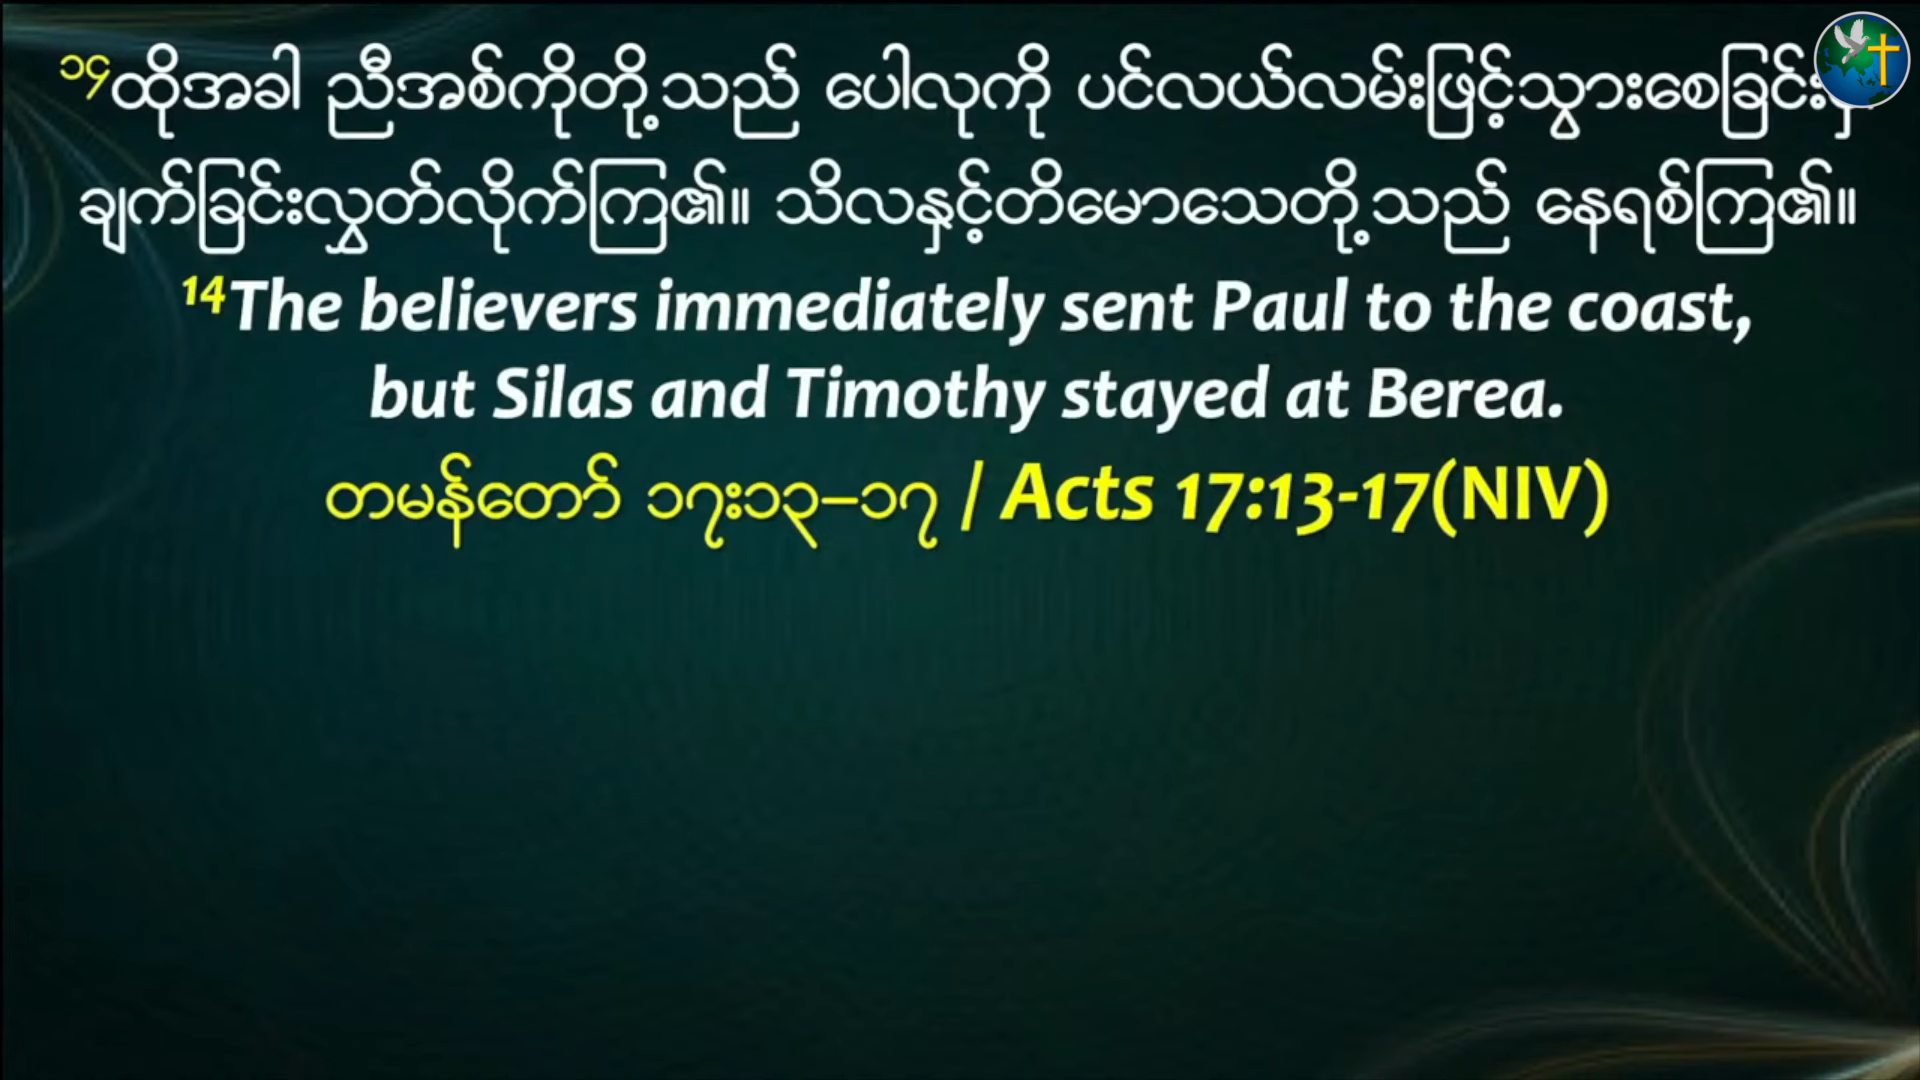 ၁၄ထိုအခါ ညီအစ်ကိုတို့သည် ပေါလုကို ပင်လယ်လမ်းဖြင့်သွားစေခြင်း
ချက်ခြင်းလွှတ်လိုက်ကြ၏။ သိလနှင့်တိမောသေတို့သည် နေရစ်ကြ၏။
14The believers immediately sent Paul to the coast,
but Silas and Timothy stayed at Berea.
တမန်တော် ၁၇း၁၃–၁၇ / Acts 17:13-17(NIV)